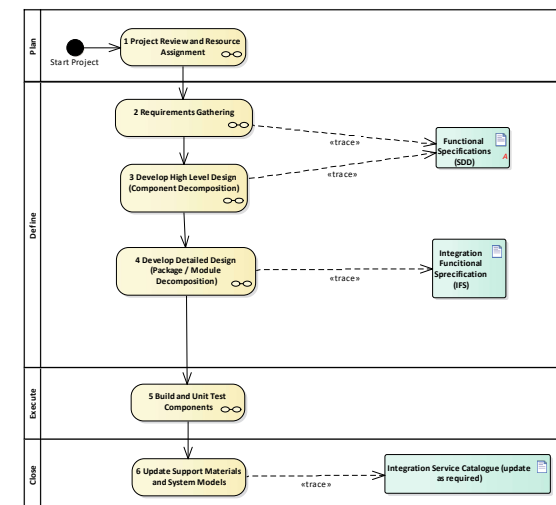 Plan
Start Project
1 Project Review and Resource
Assignment
Define
2 Requirements Gathering
«trace»
Functional
Specifications
(SDD)
A
3 Develop High Level Design
(Component Decomposition)
«trace»
4 Develop Detailed Design
(Package / Module
Decomposition)
«trace»
Integration
Funcitional
Sprecification
(IFS)
Execute
5 Build and Unit Test
Components
Close
6 Update Support Materials
and System Models
«trace»
Integration Service Catalogue (update
as required)